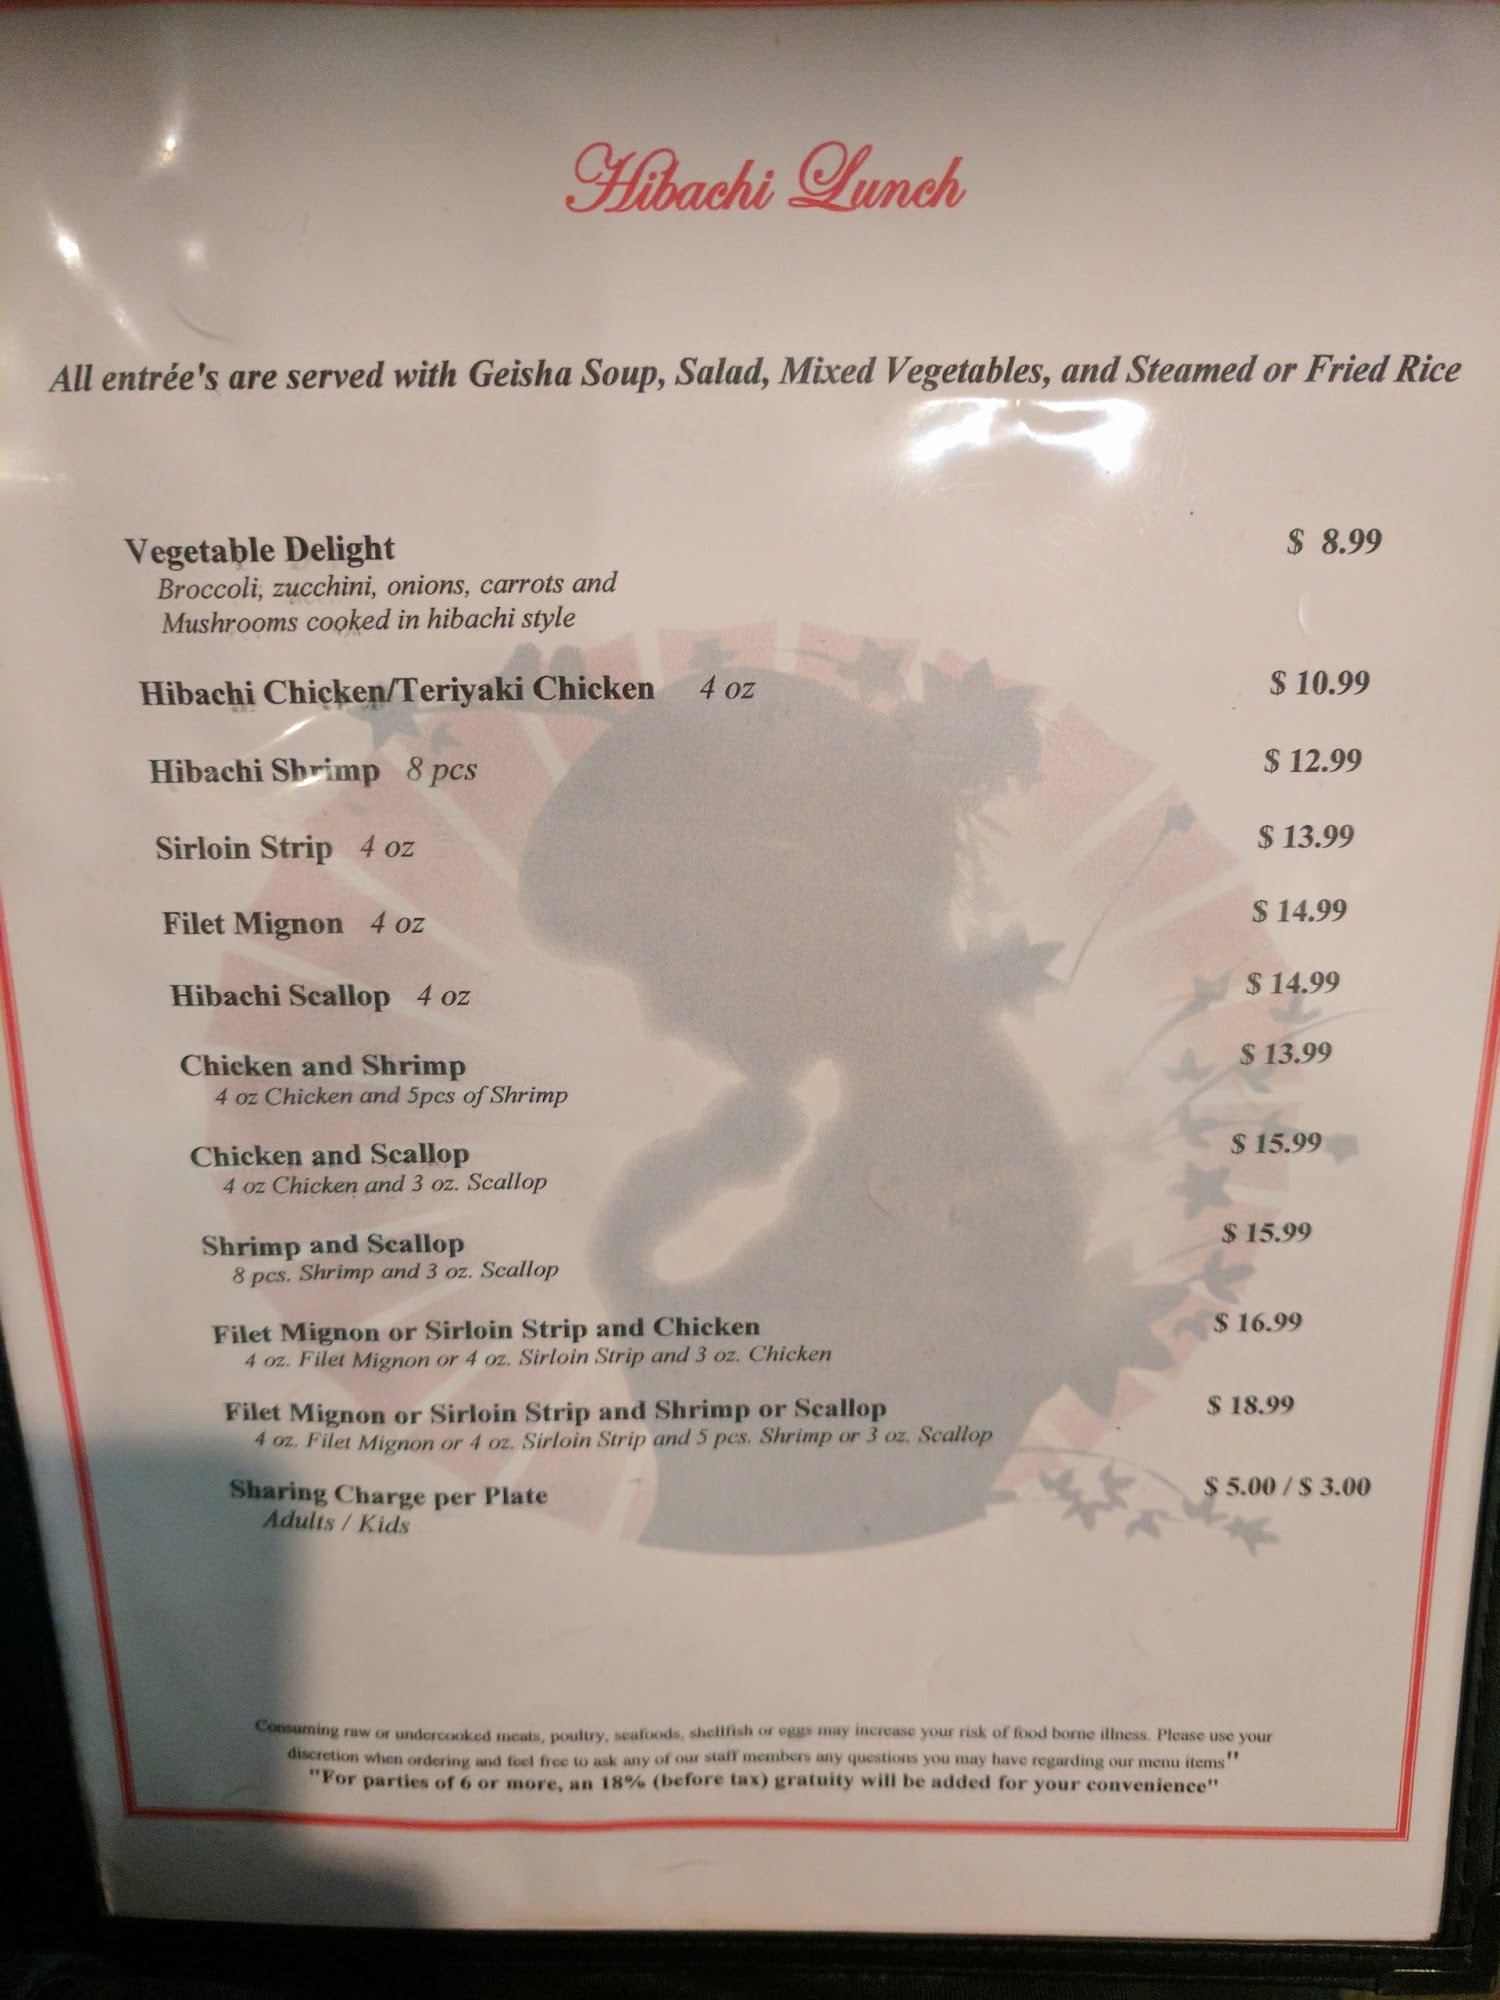 Hibachi Lunch
All entrée's are served with Geisha Soup, Salad, Mixed Vegetables, and Steamed or Fried Rice
Vegetable Delight $ 8.99
Broccoli, zucchini, onions, carrots and
Mushrooms cooked in hibachi style
Hibachi Chicken/Teriyaki Chicken 4 oz $ 10.99
Hibachi Shrimp 8 pcs $ 12.99
Sirloin Strip 4 oz $ 13.99
Filet Mignon 4 oz $ 14.99
Hibachi Scallop 4 oz $ 14.99
Chicken and Shrimp $ 13.99
4 oz Chicken and 5pcs of Shrimp
Chicken and Scallop $ 15.99
4 oz Chicken and 3 oz. Scallop
Shrimp and Scallop $ 15.99
8 pcs. Shrimp and 3 oz. Scallop
Filet Mignon or Sirloin Strip and Chicken $ 16.99
4 oz. Filet Mignon or 4 oz. Sirloin Strip and 3 oz. Chicken
Filet Mignon or Sirloin Strip and Shrimp or Scallop $ 18.99
4 oz. Filet Mignon or 4 oz. Sirloin Strip and 5 pcs. Shrimp or 3 oz. Scallop
Sharing Charge per Plate $ 5.00 / $ 3.00
Adults / Kids
Consuming raw or undercooked meats, poultry, seafoods, shellfish or eggs may increase your risk of food borne illness. Please use your
discretion when ordering and feel free to ask any of our staff members any questions you may have regarding our menu items"
"For parties of 6 or more, an 18% (before tax) gratuity will be added for your convenience"